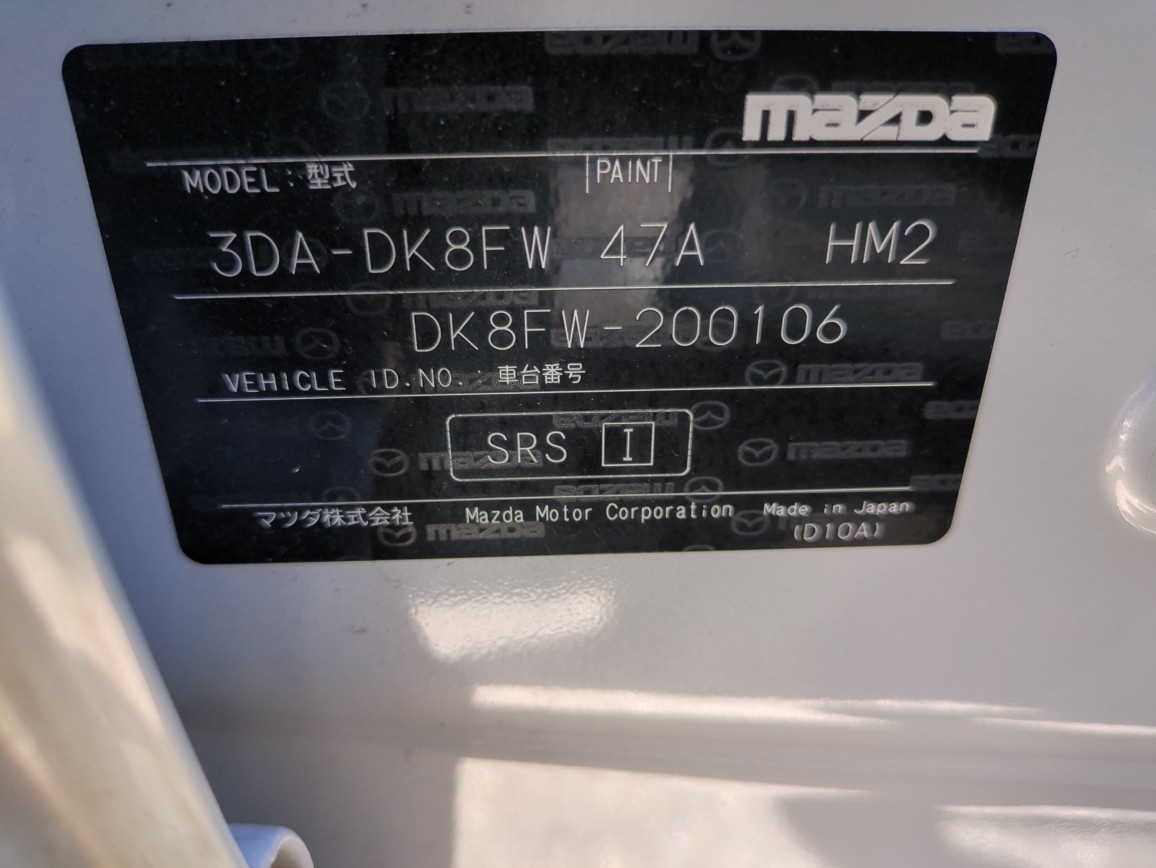 mazda
MODEL: 型式 PAINT
3DA-DK8FW 47A HM2
DK8FW-200106
VEHICLE ID.NO. 車台番号
SRS I
マツダ株式会社 Mazda Motor Corporation Made in Japan
(D10A)